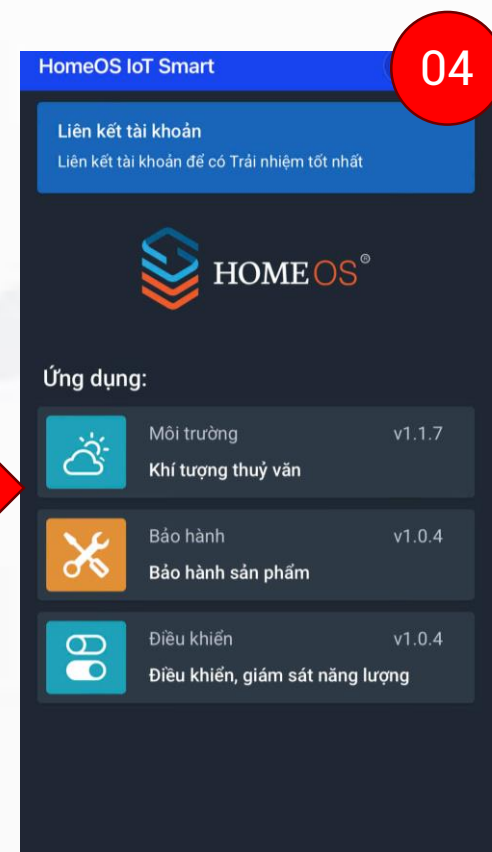 HomeOS IoT Smart
04
Liên kết tài khoản
Liên kết tài khoản để có Trải nhiệm tốt nhất
HOMEOS®
Ứng dụng:
Môi trường v1.1.7
Khí tượng thuỷ văn
Bảo hành v1.0.4
Bảo hành sản phẩm
Điều khiển v1.0.4
Điều khiển, giám sát năng lượng